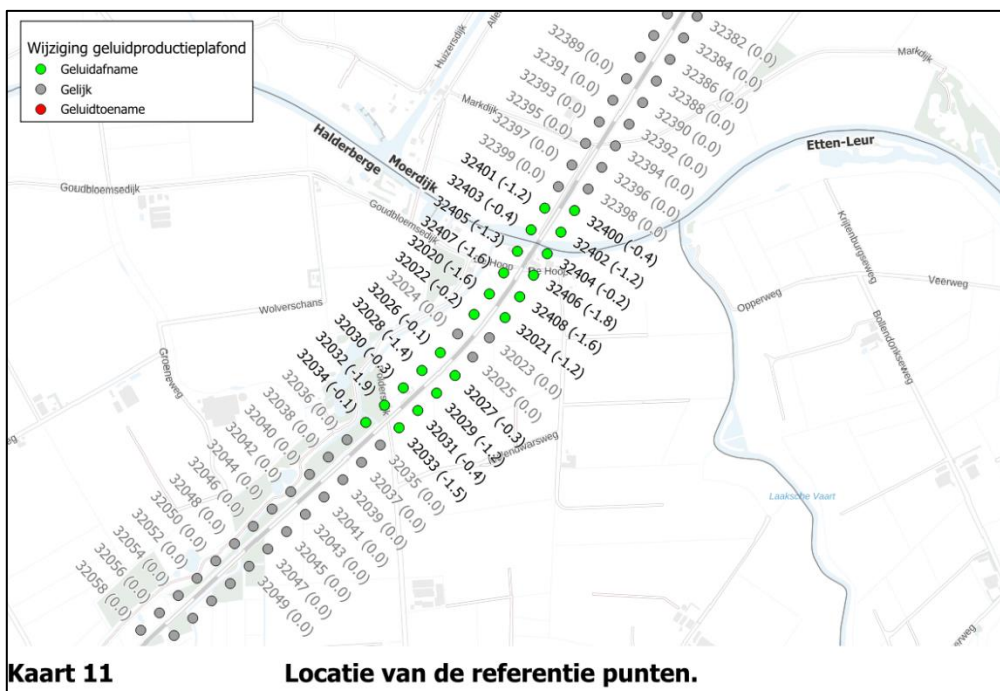 Wijziging geluidproductieplafond
Geluidafname
Gelijk
Geluidtoename
Huizersdijk
Markdijk
Markdijk
Halderberge
Moerdijk
Etten-Leur
Goudbloemsedijk
Goudbloemsedijk
De Hoop
Wolverschans
Groeneweg
Opperweg
Krijtenburgseweg
Veerweg
Bollendonkseweg
Laaksche Vaart
32389 (0.0)
32391 (0.0)
32393 (0.0)
32395 (0.0)
32397 (0.0)
32399 (0.0)
32401 (-1.2)
32403 (-0.4)
32405 (-1.3)
32407 (-1.6)
32020 (-1.6)
32022 (-0.2)
32024 (0.0)
32026 (-0.1)
32028 (-1.4)
32030 (-0.3)
32032 (-1.9)
32034 (-0.1)
32036 (0.0)
32038 (0.0)
32040 (0.0)
32042 (0.0)
32044 (0.0)
32046 (0.0)
32048 (0.0)
32050 (0.0)
32052 (0.0)
32054 (0.0)
32056 (0.0)
32058 (0.0)
32382 (0.0)
32384 (0.0)
32386 (0.0)
32388 (0.0)
32390 (0.0)
32392 (0.0)
32394 (0.0)
32396 (0.0)
32398 (0.0)
32400 (-0.4)
32402 (-1.2)
32404 (-0.2)
32406 (-1.8)
32408 (-1.6)
32021 (-1.2)
32023 (0.0)
32025 (0.0)
32027 (-0.3)
32029 (-1.2)
32031 (-0.4)
32033 (-1.5)
32035 (0.0)
32037 (0.0)
32039 (0.0)
32041 (0.0)
32043 (0.0)
32045 (0.0)
32047 (0.0)
32049 (0.0)
Kaart 11
Locatie van de referentie punten.